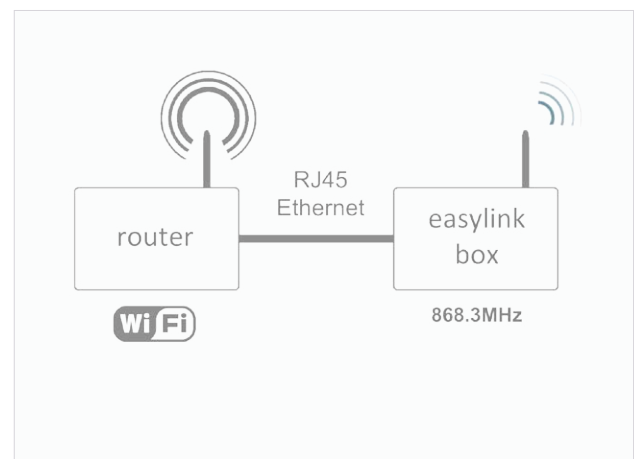 RJ45
Ethernet
router
easylink
box
WiFi
868.3MHz